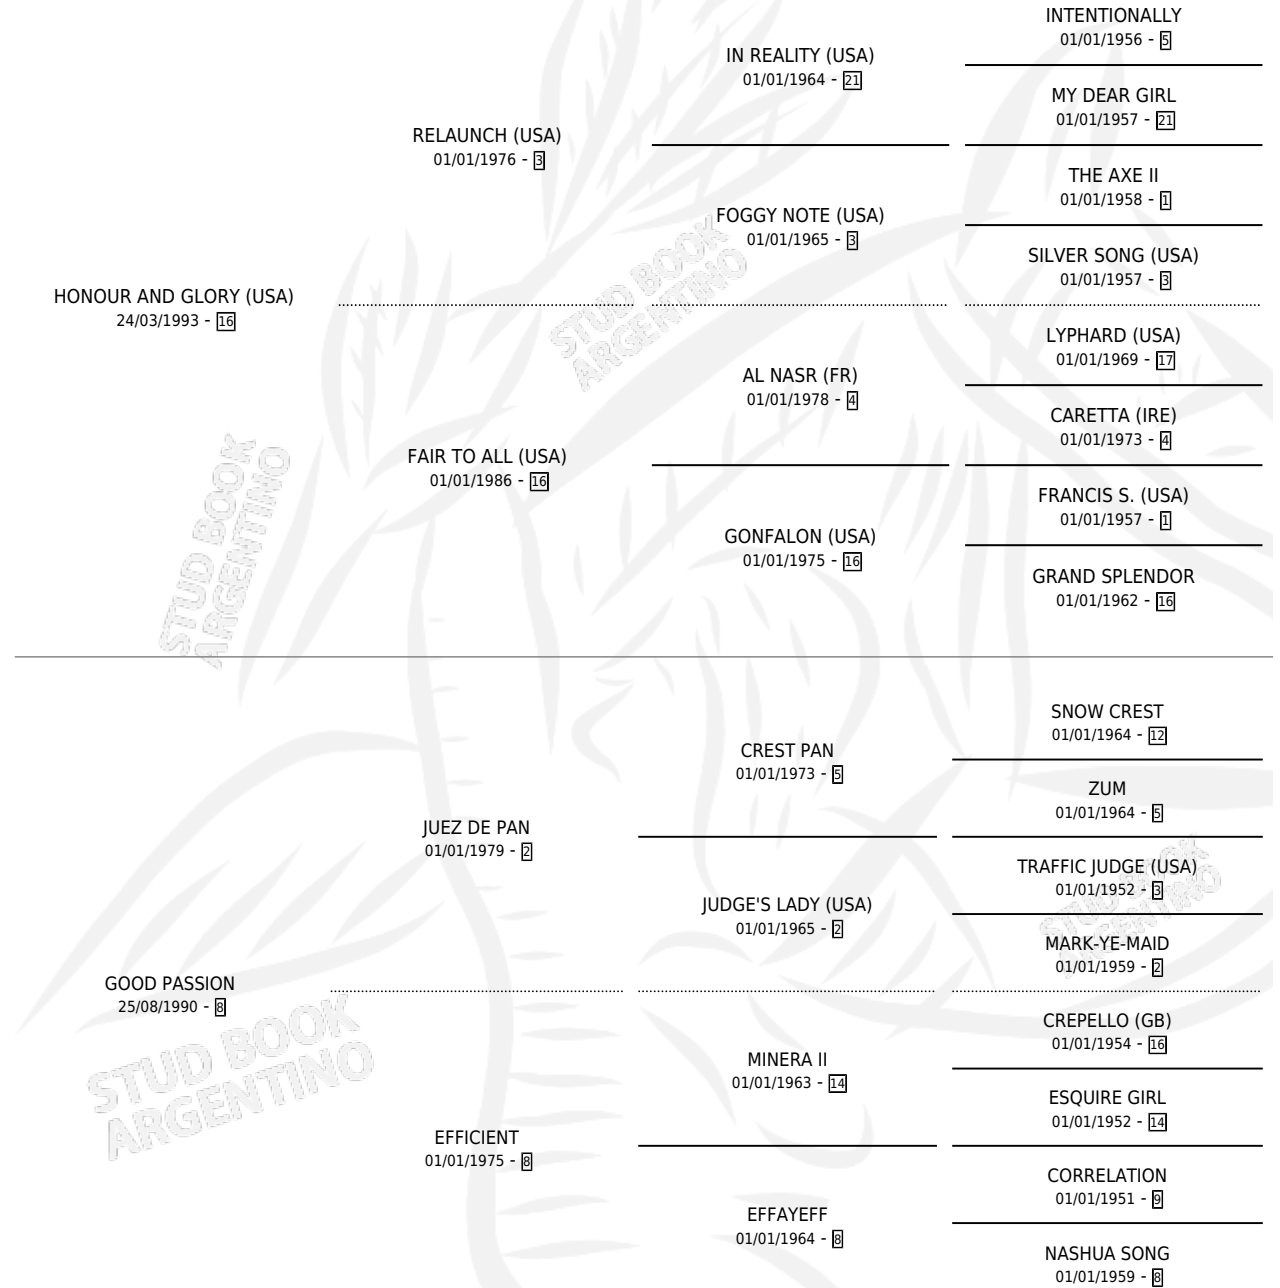 INTENTIONALLY
01/01/1956 - 5
IN REALITY (USA)
01/01/1964 - 21
MY DEAR GIRL
01/01/1957 - 21
RELAUNCH (USA)
01/01/1976 - 3
THE AXE II
01/01/1958 - 1
FOGGY NOTE (USA)
01/01/1965 - 3
SILVER SONG (USA)
01/01/1957 - 3
HONOUR AND GLORY (USA)
24/03/1993 - 16
LYPHARD (USA)
01/01/1969 - 17
AL NASR (FR)
01/01/1978 - 4
CARETTA (IRE)
01/01/1973 - 4
FAIR TO ALL (USA)
01/01/1986 - 16
FRANCIS S. (USA)
01/01/1957 - 1
GONFALON (USA)
01/01/1975 - 16
GRAND SPLENDOR
01/01/1962 - 16
SNOW CREST
01/01/1964 - 12
CREST PAN
01/01/1973 - 5
ZUM
01/01/1964 - 5
JUEZ DE PAN
01/01/1979 - 2
TRAFFIC JUDGE (USA)
01/01/1952 - 3
JUDGE'S LADY (USA)
01/01/1965 - 2
MARK-YE-MAID
01/01/1959 - 2
GOOD PASSION
25/08/1990 - 8
CREPELLO (GB)
01/01/1954 - 16
MINERA II
01/01/1963 - 14
ESQUIRE GIRL
01/01/1952 - 14
EFFICIENT
01/01/1975 - 8
CORRELATION
01/01/1951 - 9
EFFAYEFF
01/01/1964 - 8
NASHUA SONG
01/01/1959 - 8
STUD BOOK
ARGENTINO
STUD BOOK
ARGENTINO
STUD BOOK
ARGENTINO
STUD BOOK
ARGENTINO